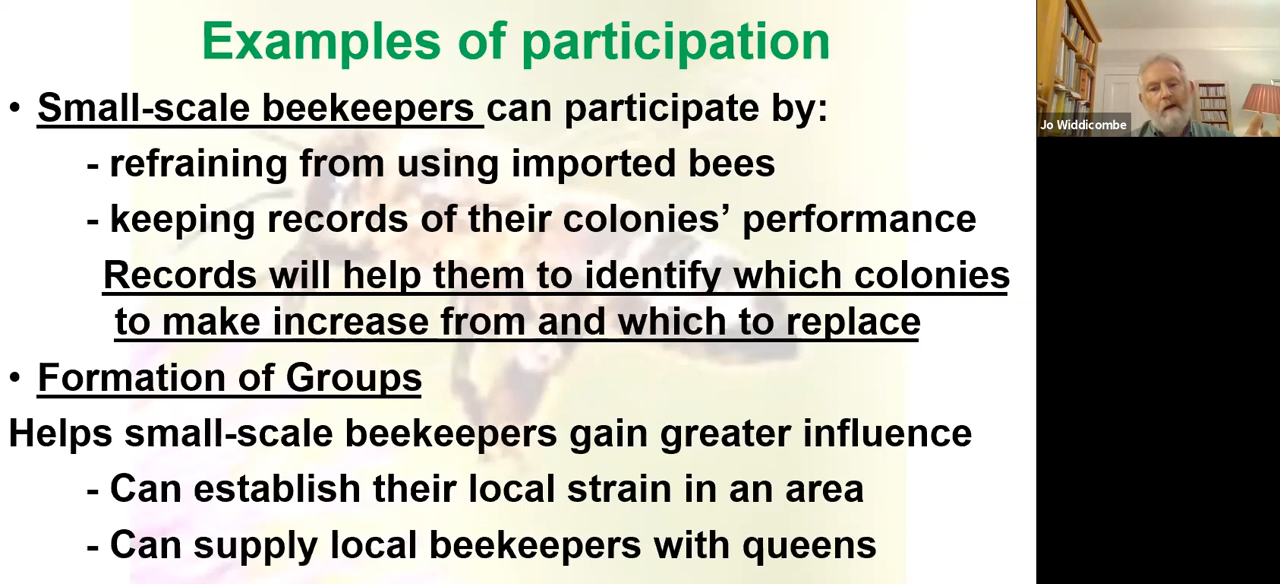 Examples of participation
• Small-scale beekeepers can participate by:
- refraining from using imported bees
- keeping records of their colonies’ performance
Records will help them to identify which colonies
to make increase from and which to replace
• Formation of Groups
Helps small-scale beekeepers gain greater influence
- Can establish their local strain in an area
- Can supply local beekeepers with queens
Jo Widdicombe